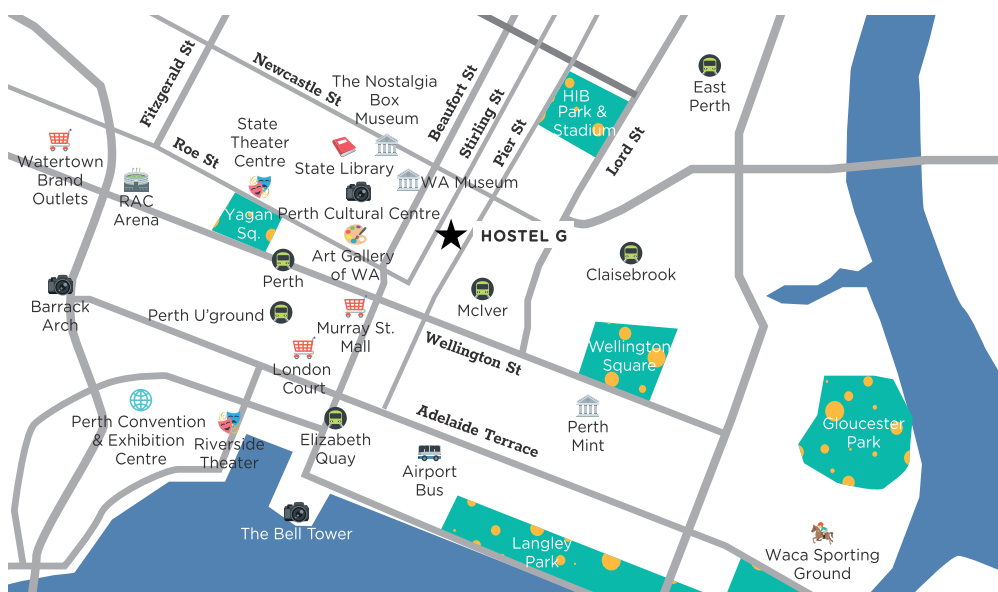 Fitzgerald St
Newcastle St
The Nostalgia
Box
Museum
Beaufort St
Stirling St
Pier St
HIB
Park &
Stadium
Lord St
East
Perth
Watertown
Brand
Outlets
RAC
Arena
Roe St
State
Theater
Centre
State Library
WA Museum
Yagan
Sq.
Perth Cultural Centre
Art Gallery
of WA
HOSTEL G
Claisebrook
Perth
McIver
Barrack
Arch
Perth U'ground
Murray St.
Mall
London
Court
Wellington St
Wellington
Square
Perth Convention
& Exhibition
Centre
Riverside
Theater
Elizabeth
Quay
Adelaide Terrace
Airport
Bus
Perth
Mint
Gloucester
Park
The Bell Tower
Langley
Park
Waca Sporting
Ground